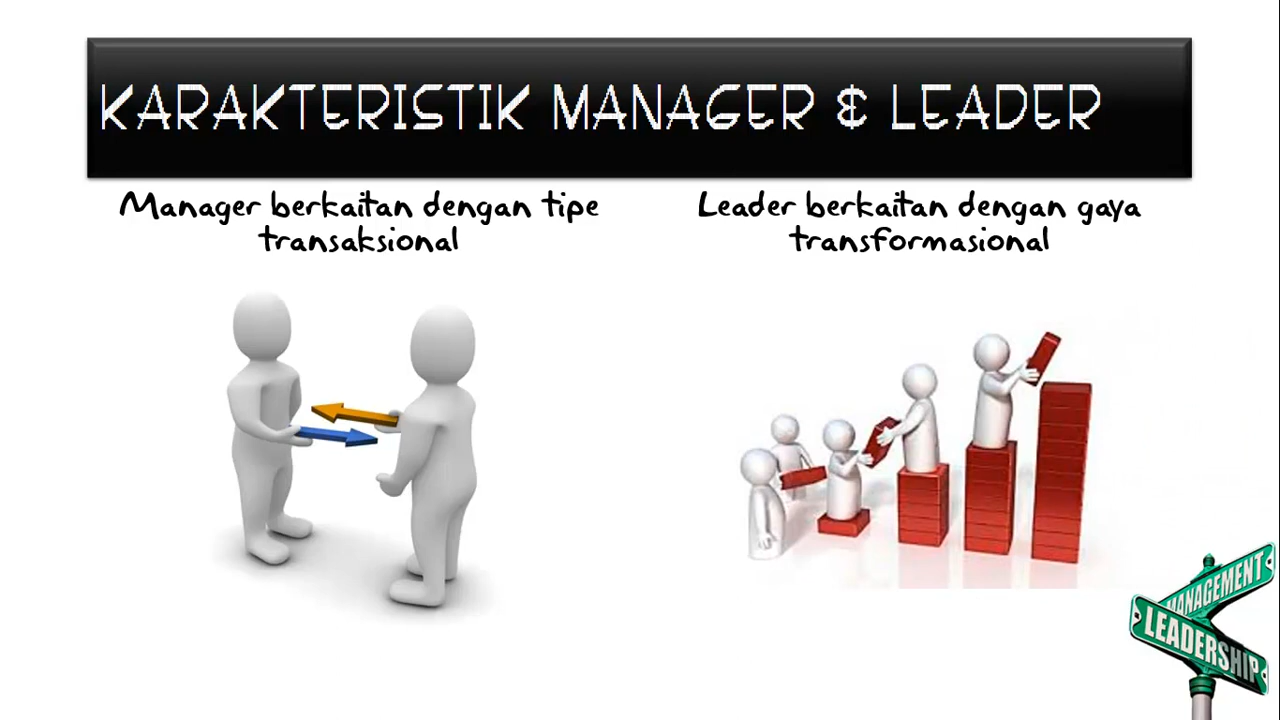 KARAKTERISTIK MANAGER & LEADER
Manager berkaitan dengan tipe
transaksional
Leader berkaitan dengan gaya
transformasional
MANAGEMENT
LEADERSHIP